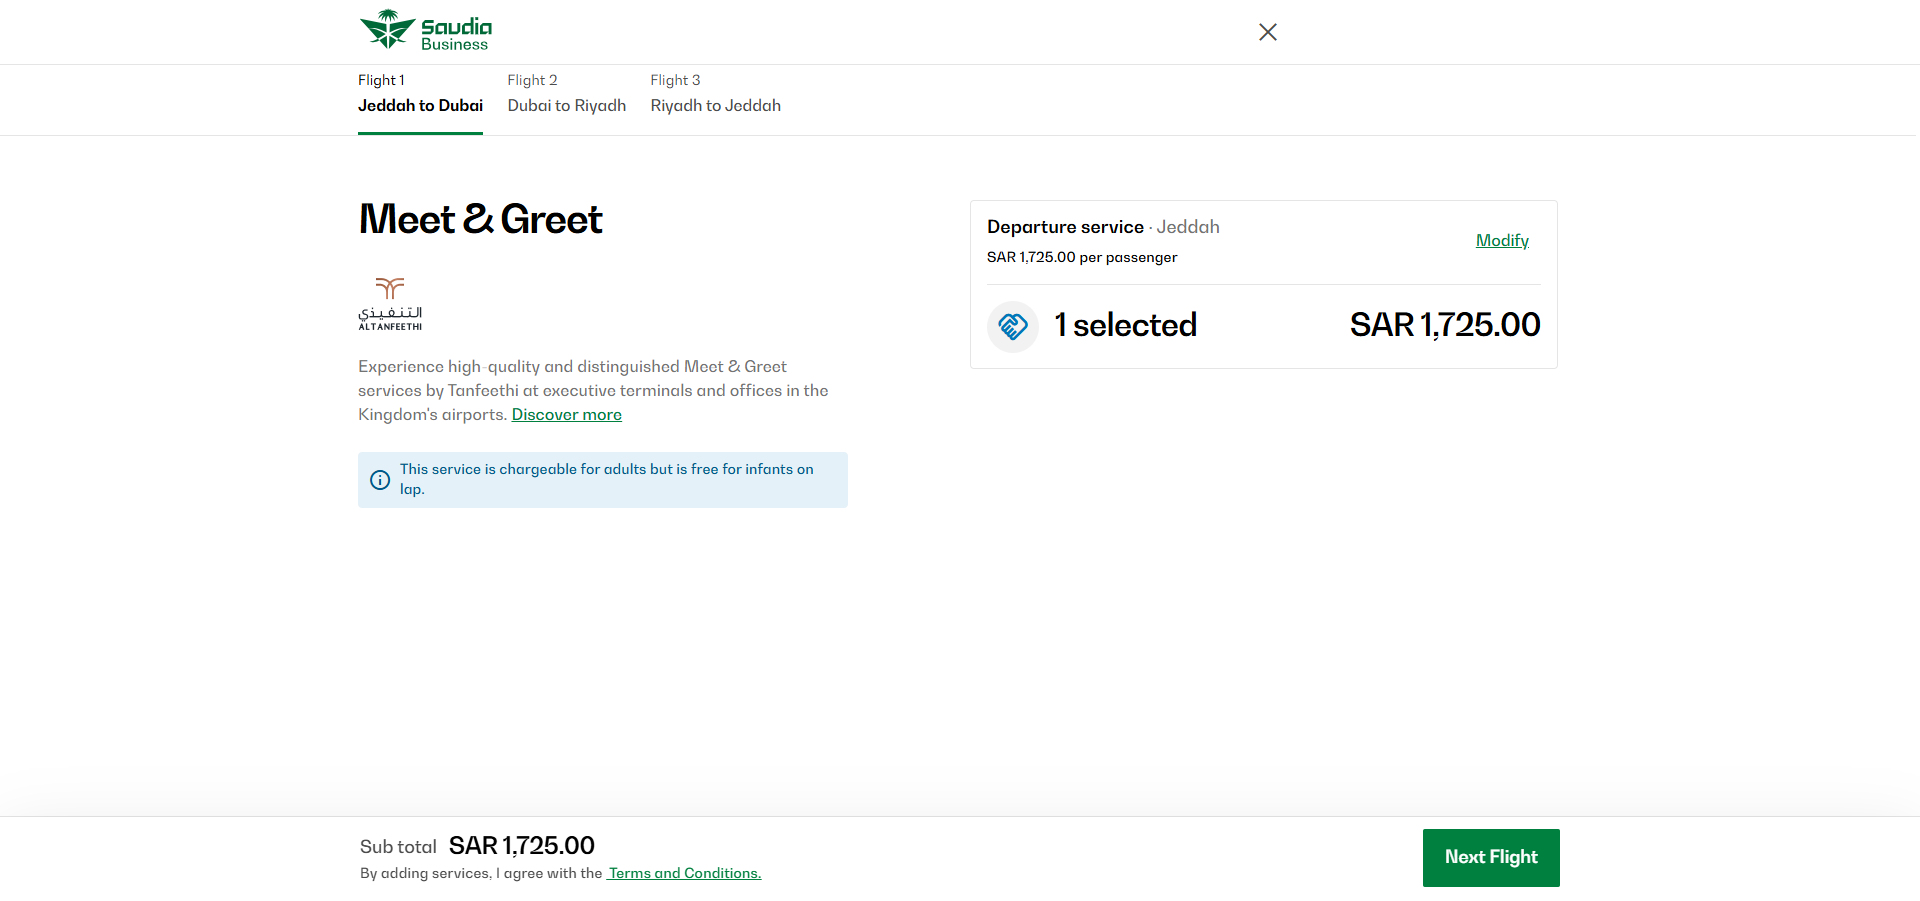 Saudia
Business
Flight 1
Jeddah to Dubai
Flight 2
Dubai to Riyadh
Flight 3
Riyadh to Jeddah
Meet & Greet
التنفيذي
ALTANFEETHI
Experience high-quality and distinguished Meet & Greet
services by Tanfeethi at executive terminals and offices in the
Kingdom's airports. Discover more
This service is chargeable for adults but is free for infants on
lap.
Departure service · Jeddah
SAR 1,725.00 per passenger
Modify
1 selected
SAR 1,725.00
Sub total SAR 1,725.00
By adding services, I agree with the Terms and Conditions.
Next Flight